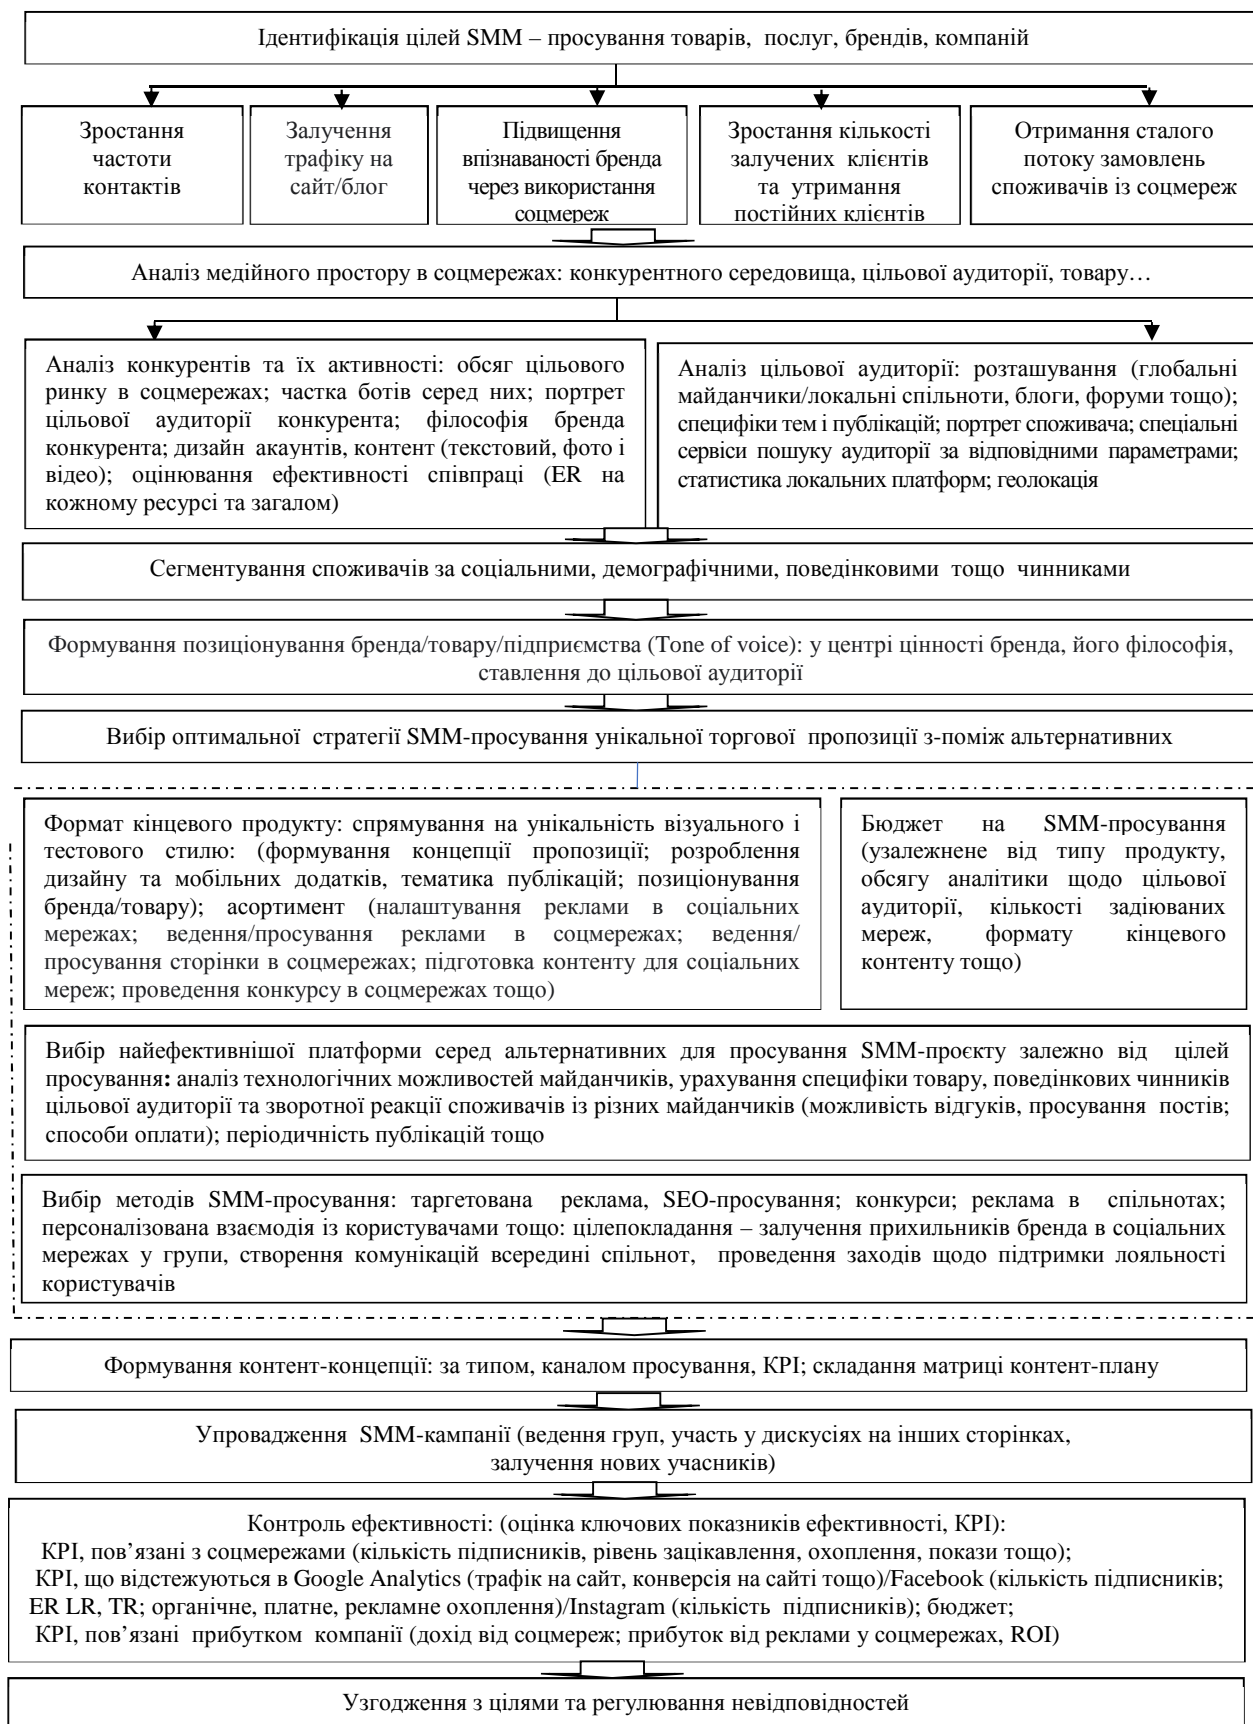 Ідентифікація цілей SMM – просування товарів, послуг, брендів, компаній
Зростання
частоти
контактів
Залучення
трафіку на
сайт/блог
Підвищення
впізнаваності бренда
через використання
соцмереж
Зростання кількості
залучених клієнтів
та утримання
постійних клієнтів
Отримання сталого
потоку замовлень
споживачів із соцмереж
Аналіз медійного простору в соцмережах: конкурентного середовища, цільової аудиторії, товару…
Аналіз конкурентів та їх активності: обсяг цільового
ринку в соцмережах; частка ботів серед них; портрет
цільової аудиторії конкурента; філософія бренда
конкурента; дизайн акаунтів, контент (текстовий, фото і
відео); оцінювання ефективності співпраці (ER на
кожному ресурсі та загалом)
Аналіз цільової аудиторії: розташування (глобальні
майданчики/локальні спільноти, блоги, форуми тощо);
специфіки тем і публікацій; портрет споживача; спеціальні
сервіси пошуку аудиторії за відповідними параметрами;
статистика локальних платформ; геолокація
Сегментування споживачів за соціальними, демографічними, поведінковими тощо чинниками
Формування позиціонування бренда/товару/підприємства (Tone of voice): у центрі цінності бренда, його філософія,
ставлення до цільової аудиторії
Вибір оптимальної стратегії SMM-просування унікальної торгової пропозиції з-поміж альтернативних
Формат кінцевого продукту: спрямування на унікальність візуального і
тестового стилю: (формування концепції пропозиції; розроблення
дизайну та мобільних додатків, тематика публікацій; позиціонування
бренда/товару); асортимент (налаштування реклами в соціальних
мережах; ведення/просування реклами в соцмережах; ведення/
просування сторінки в соцмережах; підготовка контенту для соціальних
мереж; проведення конкурсу в соцмережах тощо)
Бюджет на SMM-просування
(узалежнене від типу продукту,
обсягу аналітики щодо цільової
аудиторії, кількості задіюваних
мереж, формату кінцевого
контенту тощо)
Вибір найефективнішої платформи серед альтернативних для просування SMM-проєкту залежно від цілей
просування: аналіз технологічних можливостей майданчиків, урахування специфіки товару, поведінкових чинників
цільової аудиторії та зворотної реакції споживачів із різних майданчиків (можливість відгуків, просування постів;
способи оплати); періодичність публікацій тощо
Вибір методів SMM-просування: таргетована реклама, SEO-просування; конкурси; реклама в спільнотах;
персоналізована взаємодія із користувачами тощо: цілепокладання – залучення прихильників бренда в соціальних
мережах у групи, створення комунікацій всередині спільнот, проведення заходів щодо підтримки лояльності
користувачів
Формування контент-концепції: за типом, каналом просування, КРІ; складання матриці контент-плану
Упровадження SMM-кампанії (ведення груп, участь у дискусіях на інших сторінках,
залучення нових учасників)
Контроль ефективності: (оцінка ключових показників ефективності, КРІ):
КРІ, пов’язані з соцмережами (кількість підписників, рівень зацікавлення, охоплення, покази тощо);
КРІ, що відстежуються в Google Analytics (трафік на сайт, конверсія на сайті тощо)/Facebook (кількість підписників;
ER LR, TR; органічне, платне, рекламне охоплення)/Instagram (кількість підписників); бюджет;
КРІ, пов’язані прибутком компанії (дохід від соцмереж; прибуток від реклами у соцмережах, ROI)
Узгодження з цілями та регулювання невідповідностей